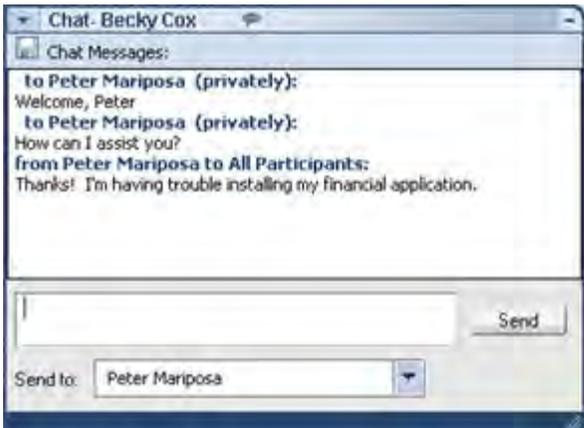 Chat- Becky Cox
Chat Messages:
to Peter Mariposa (privately):
Welcome, Peter
to Peter Mariposa (privately):
How can I assist you?
from Peter Mariposa to All Participants:
Thanks! I'm having trouble installing my financial application.
Send
Send to: Peter Mariposa